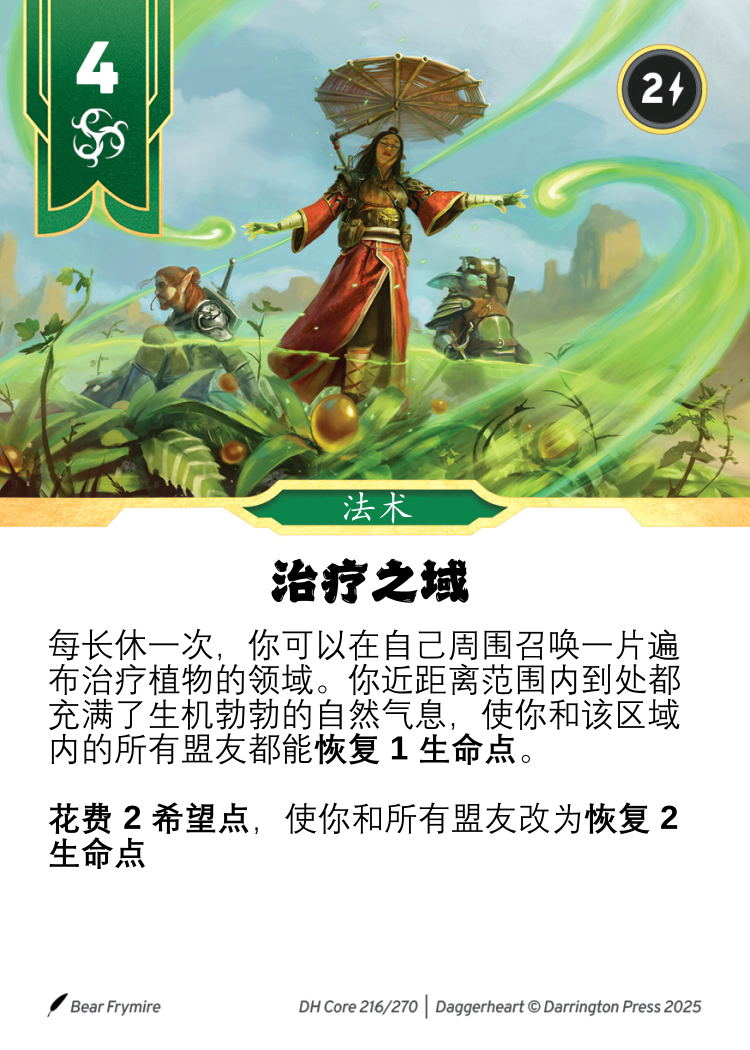 4
2
法术
治疗之域
每长休一次，你可以在自己周围召唤一片遍
布治疗植物的领域。你近距离范围内到处都
充满了生机勃勃的自然气息，使你和该区域
内的所有盟友都能恢复 1 生命点。
花费 2 希望点，使你和所有盟友改为恢复 2
生命点
Bear Frymire
DH Core 216/270 | Daggerheart © Darrington Press 2025